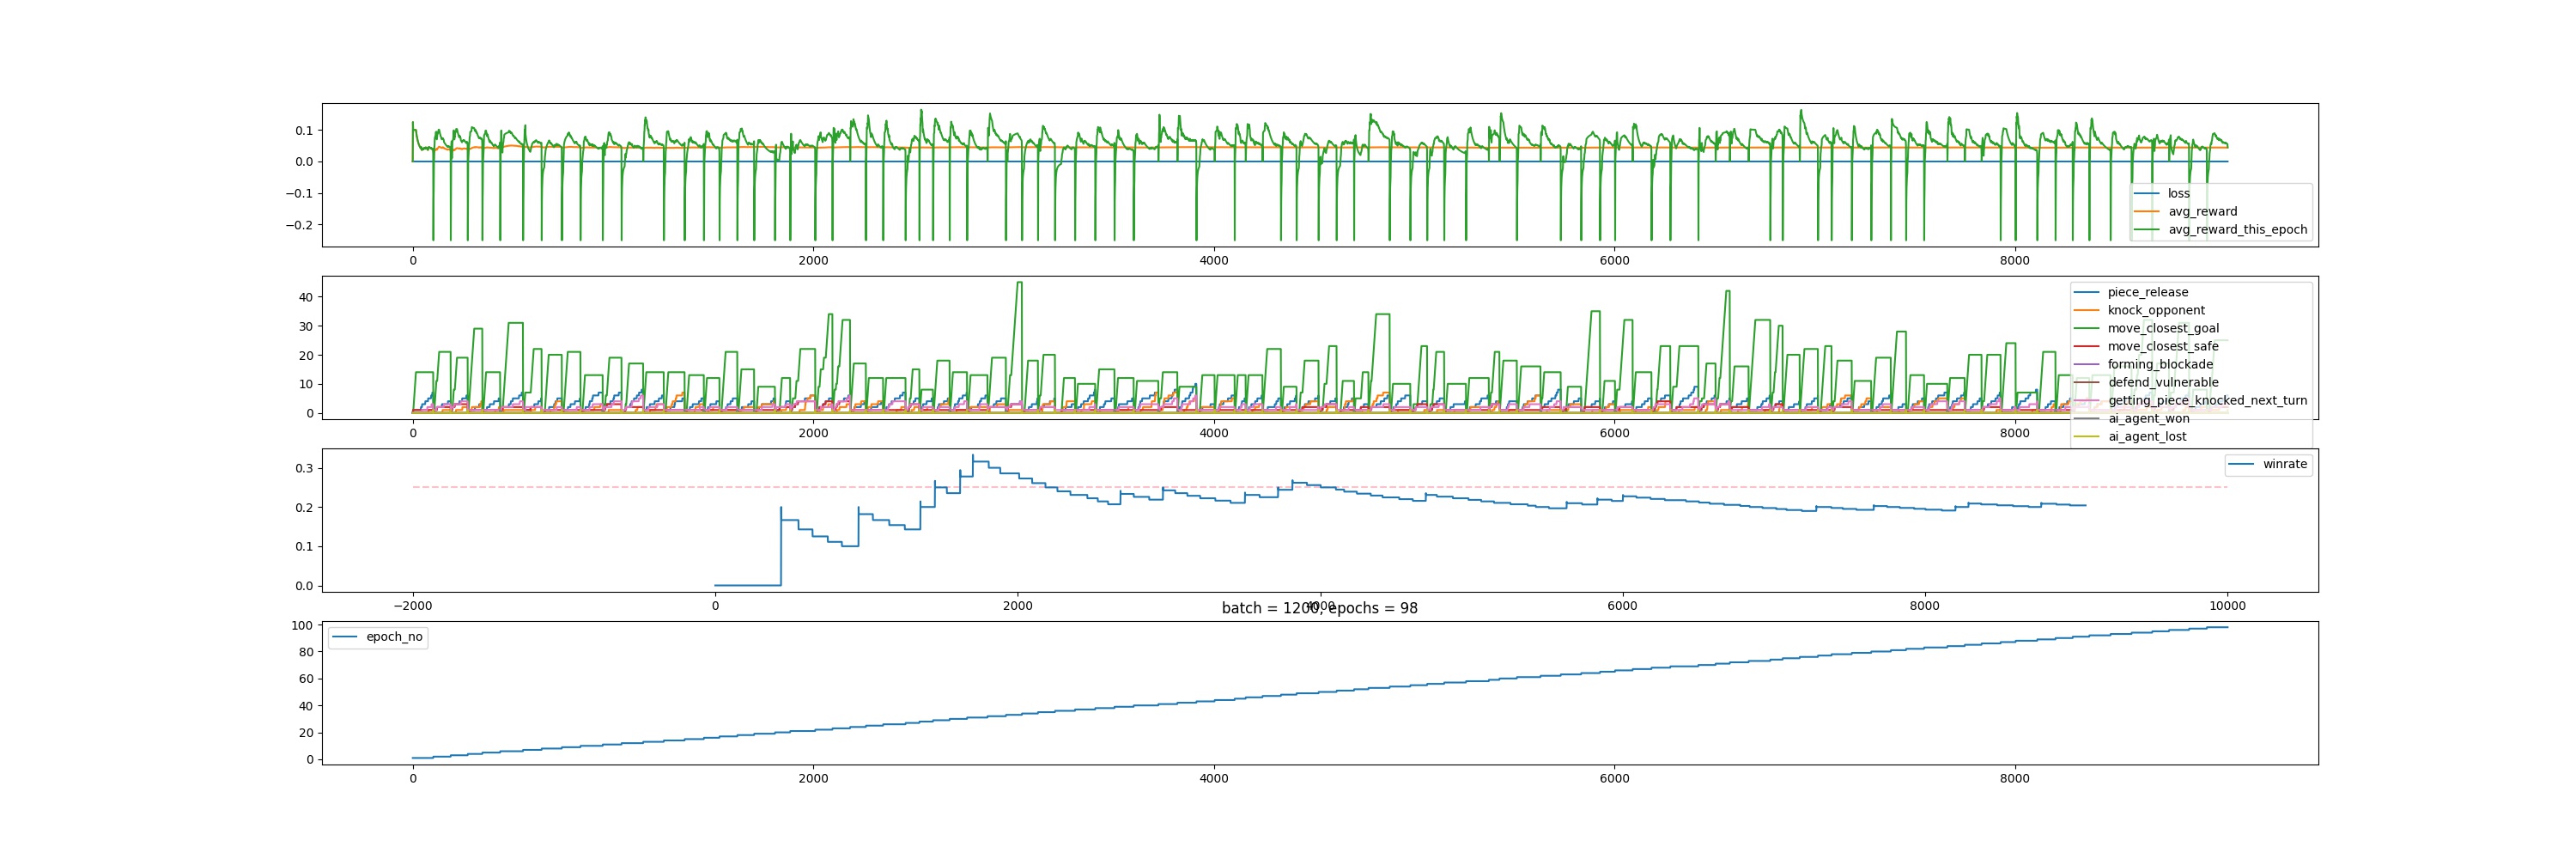 0.1
0.0
−0.1
−0.2
loss
avg_reward
avg_reward_this_epoch
0 2000 4000 6000 8000
40
30
20
10
0
piece_release
knock_opponent
move_closest_goal
move_closest_safe
forming_blockade
defend_vulnerable
getting_piece_knocked_next_turn
ai_agent_won
ai_agent_lost
0 2000 4000 6000 8000
0.3
0.2
0.1
0.0
winrate
−2000 0 2000 4000 6000 8000 10000
batch = 1200, epochs = 98
100
80
60
40
20
0
epoch_no
0 2000 4000 6000 8000